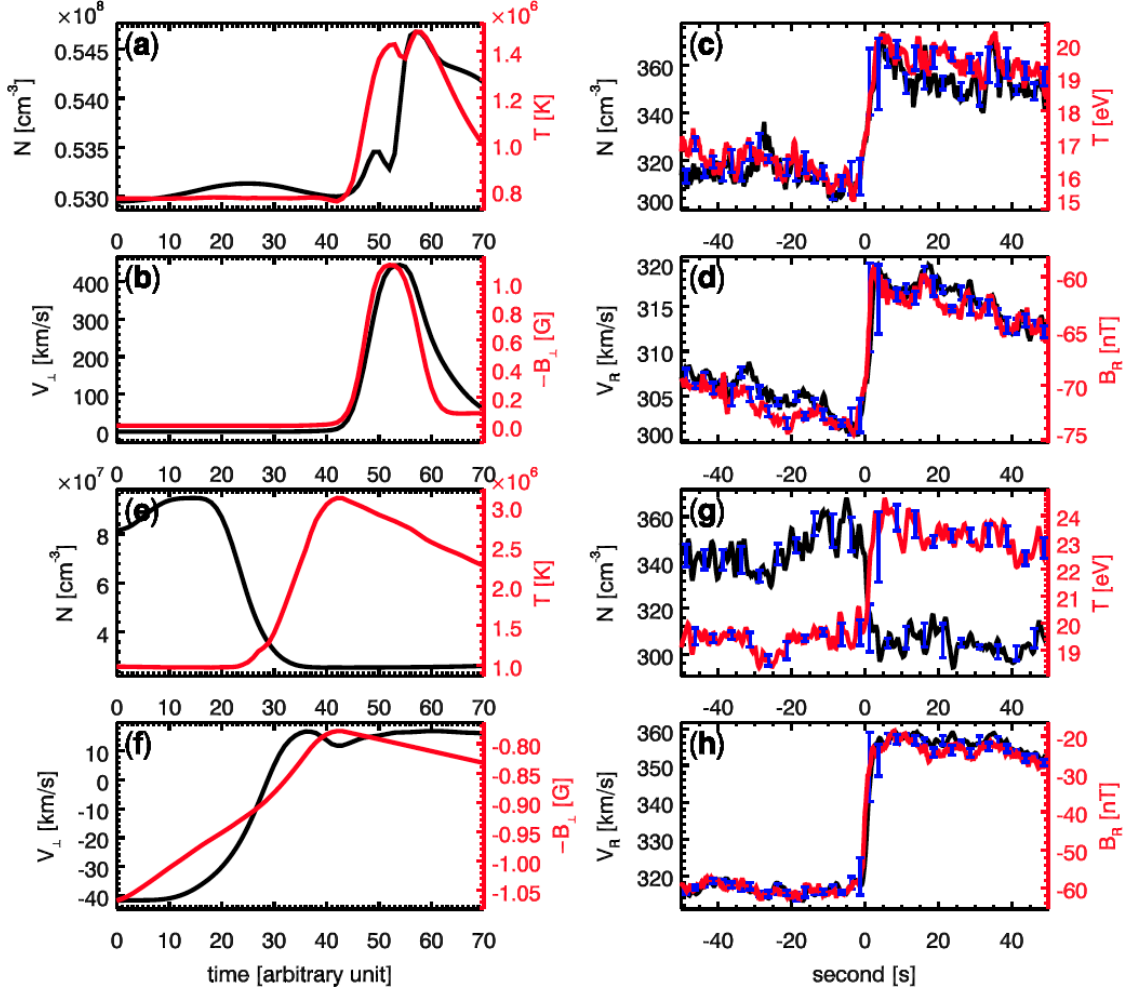 ×10⁸ ×10⁶
(a) (c)
N [cm⁻³] 0.545 0.540 0.535 0.530
T [K] 1.4 1.2 1.0 0.8
0 10 20 30 40 50 60 70
N [cm⁻³] 360 340 320 300
T [eV] 20 19 18 17 16 15
-40 -20 0 20 40
(b) (d)
V⊥ [km/s] 400 300 200 100 0
−B⊥ [G] 1.0 0.8 0.6 0.4 0.2 0.0
0 10 20 30 40 50 60 70
V_R [km/s] 320 315 310 305 300
B_R [nT] -60 -65 -70 -75
-40 -20 0 20 40
×10⁷ ×10⁶
(e) (g)
N [cm⁻³] 8 6 4
T [K] 3.0 2.5 2.0 1.5 1.0
0 10 20 30 40 50 60 70
N [cm⁻³] 360 340 320 300
T [eV] 24 23 22 21 20 19
-40 -20 0 20 40
(f) (h)
V⊥ [km/s] 10 0 -10 -20 -30 -40
−B⊥ [G] -0.80 -0.85 -0.90 -0.95 -1.00 -1.05
0 10 20 30 40 50 60 70
time [arbitrary unit]
V_R [km/s] 360 350 340 330 320
B_R [nT] -20 -30 -40 -50 -60
-40 -20 0 20 40
second [s]